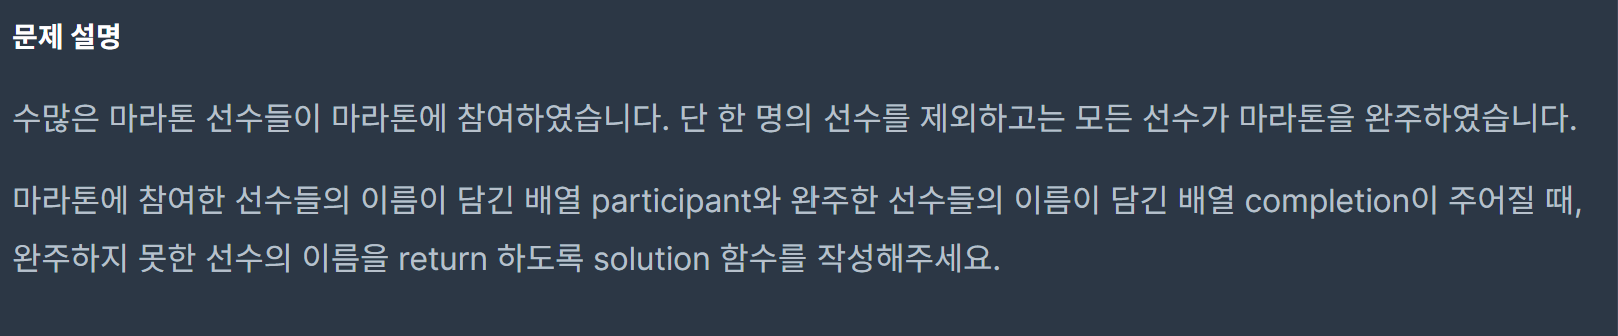 문제 설명
수많은 마라톤 선수들이 마라톤에 참여하였습니다. 단 한 명의 선수를 제외하고는 모든 선수가 마라톤을 완주하였습니다.
마라톤에 참여한 선수들의 이름이 담긴 배열 participant와 완주한 선수들의 이름이 담긴 배열 completion이 주어질 때,
완주하지 못한 선수의 이름을 return 하도록 solution 함수를 작성해주세요.